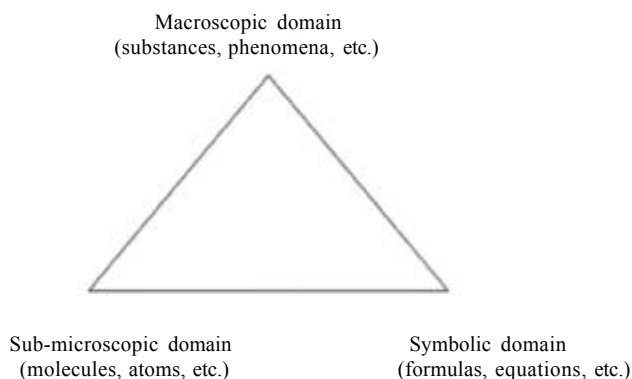 Macroscopic domain
(substances, phenomena, etc.)
Sub-microscopic domain
(molecules, atoms, etc.)
Symbolic domain
(formulas, equations, etc.)